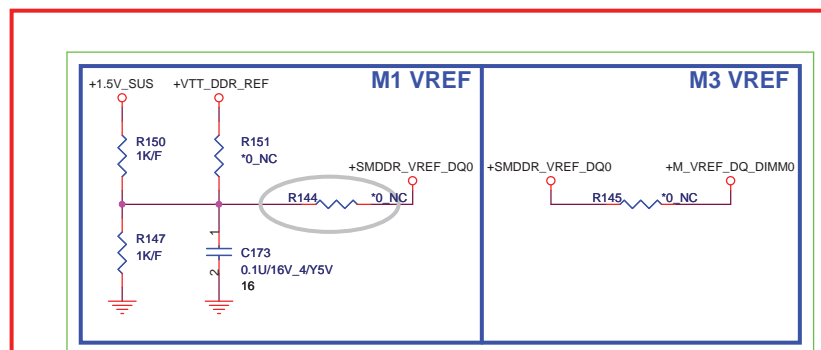 M1 VREF
+1.5V_SUS +VTT_DDR_REF
R150
1K/F
R151
*0_NC
+SMDDR_VREF_DQ0
R144 *0_NC
R147
1K/F
1
2
C173
0.1U/16V_4/Y5V
16
M3 VREF
+SMDDR_VREF_DQ0 +M_VREF_DQ_DIMM0
R145 *0_NC